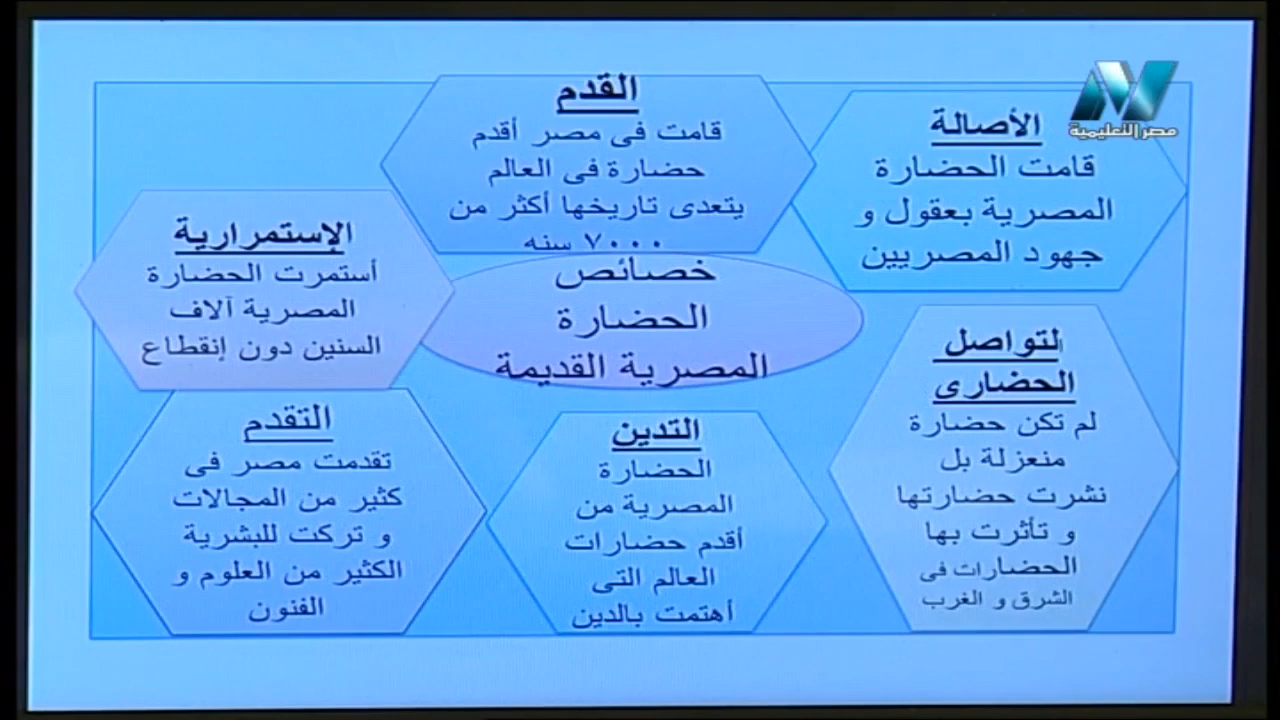 مصر التعليمية
القدم
قامت فى مصر أقدم
حضارة فى العالم
يتعدى تاريخها أكثر من
٧٠٠٠ سنه
الأصالة
قامت الحضارة
المصرية بعقول و
جهود المصريين
الإستمرارية
أستمرت الحضارة
المصرية آلاف
السنين دون إنقطاع
خصائص
الحضارة
المصرية القديمة
لتواصل
الحضارى
لم تكن حضارة
منعزلة بل
نشرت حضارتها
و تأثرت بها
الحضارات فى
الشرق و الغرب
التدين
الحضارة
المصرية من
أقدم حضارات
العالم التى
أهتمت بالدين
التقدم
تقدمت مصر فى
كثير من المجالات
و تركت للبشرية
الكثير من العلوم و
الفنون